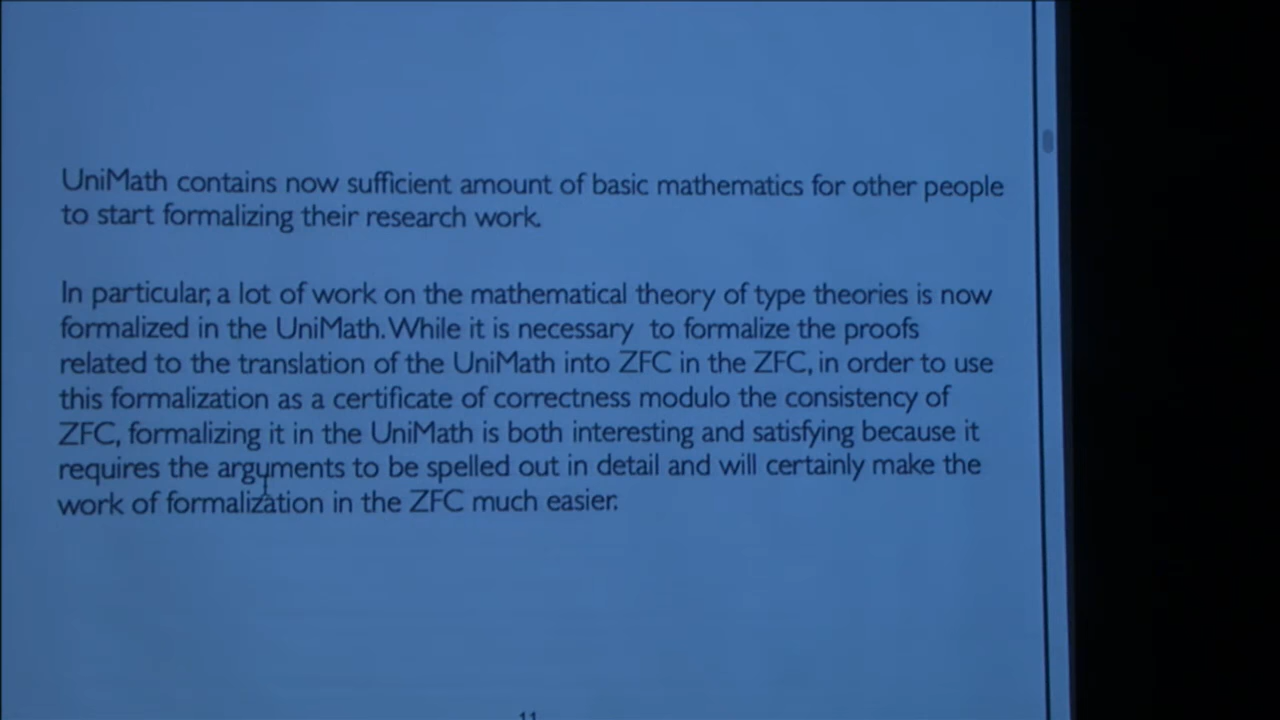 UniMath contains now sufficient amount of basic mathematics for other people
to start formalizing their research work.
In particular, a lot of work on the mathematical theory of type theories is now
formalized in the UniMath. While it is necessary to formalize the proofs
related to the translation of the UniMath into ZFC in the ZFC, in order to use
this formalization as a certificate of correctness modulo the consistency of
ZFC, formalizing it in the UniMath is both interesting and satisfying because it
requires the arguments to be spelled out in detail and will certainly make the
work of formalization in the ZFC much easier.
11